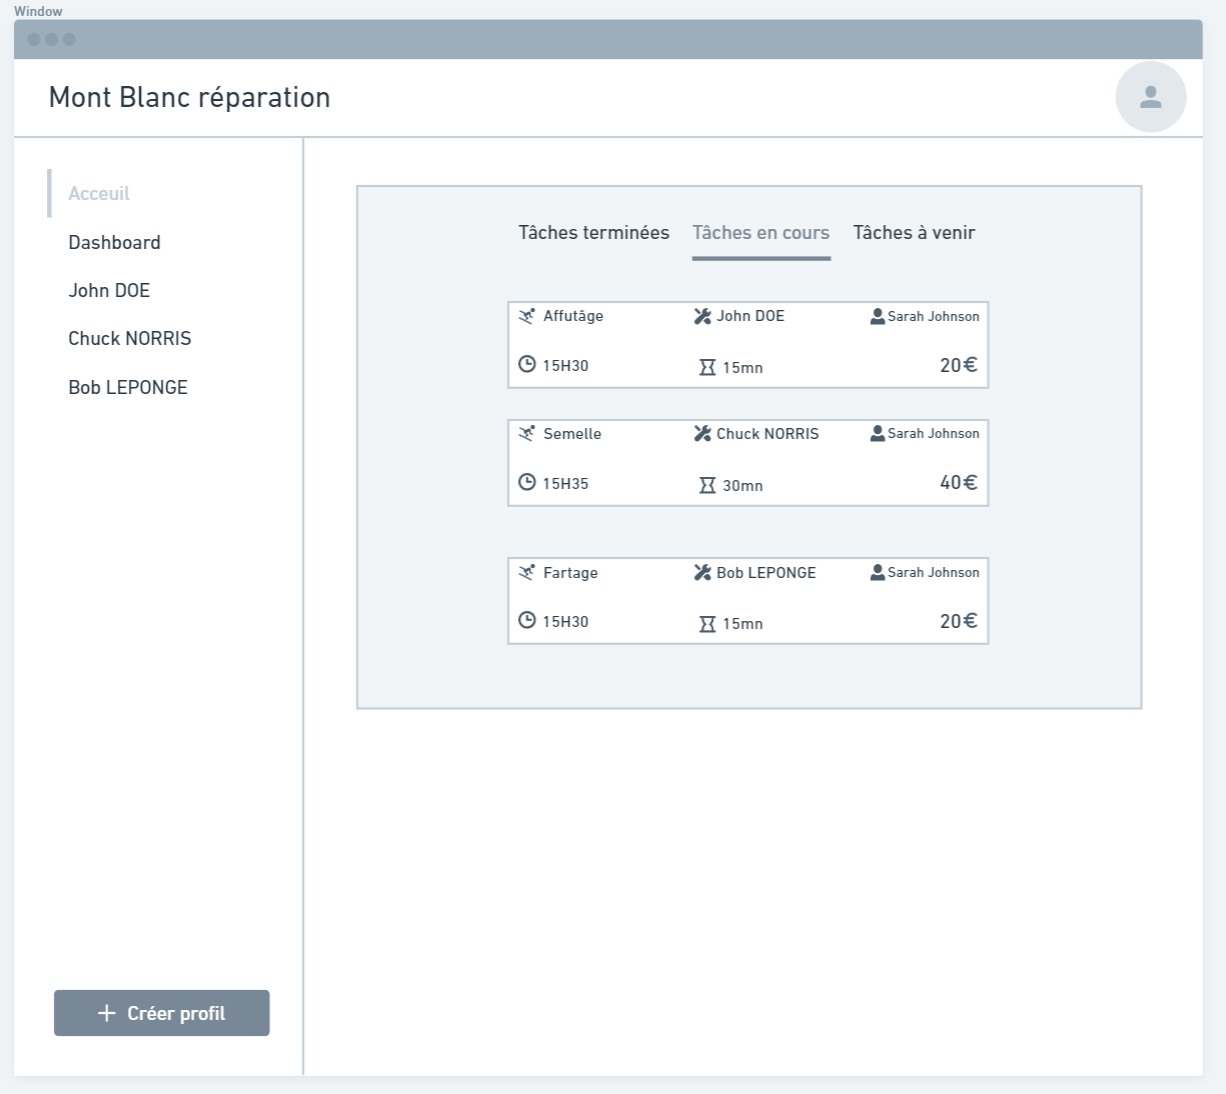 Window
Mont Blanc réparation
Acceuil
Dashboard
John DOE
Chuck NORRIS
Bob LEPONGE
Tâches terminées Tâches en cours Tâches à venir
Affutâge John DOE Sarah Johnson
15H30 15mn 20€
Semelle Chuck NORRIS Sarah Johnson
15H35 30mn 40€
Fartage Bob LEPONGE Sarah Johnson
15H30 15mn 20€
+ Créer profil